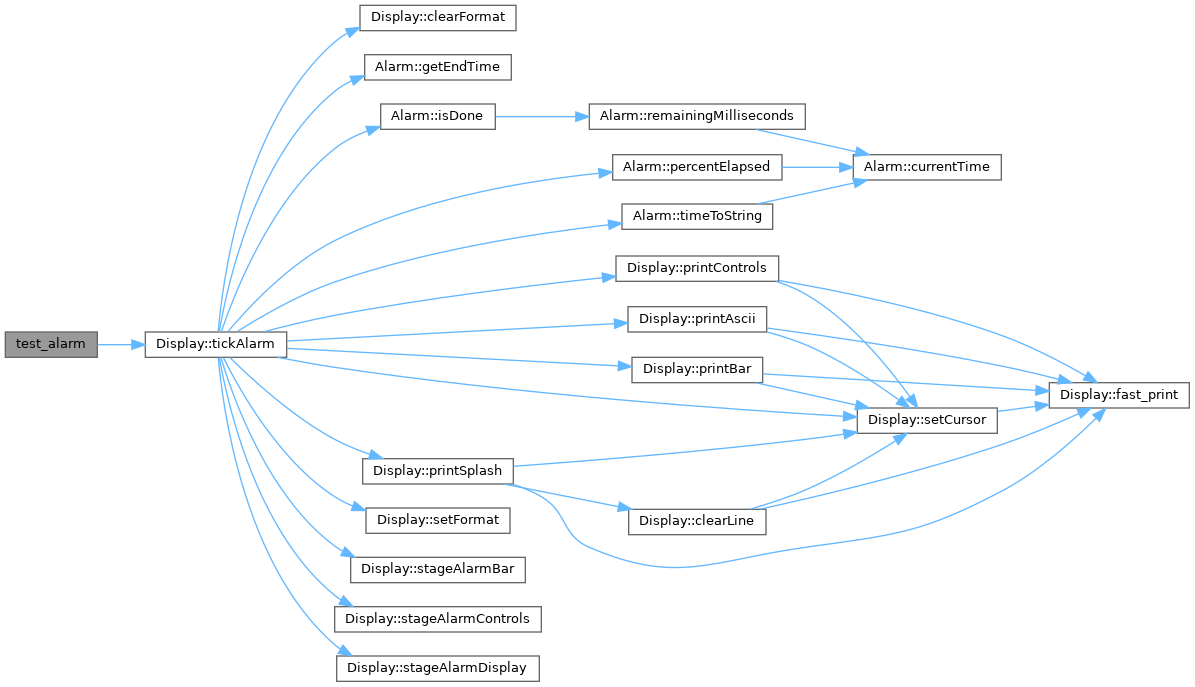 Display::clearFormat
Alarm::getEndTime
Alarm::isDone
Alarm::remainingMilliseconds
Alarm::percentElapsed
Alarm::currentTime
Alarm::timeToString
Display::printControls
Display::printAscii
test_alarm
Display::tickAlarm
Display::printBar
Display::fast_print
Display::setCursor
Display::printSplash
Display::setFormat
Display::clearLine
Display::stageAlarmBar
Display::stageAlarmControls
Display::stageAlarmDisplay